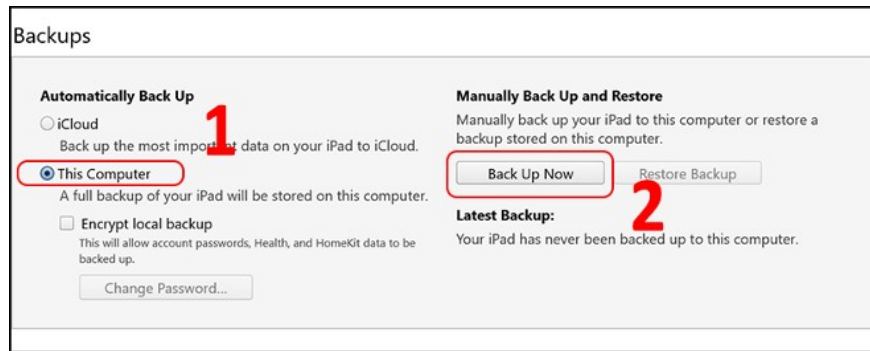 Backups
Automatically Back Up
iCloud
Back up the most important data on your iPad to iCloud.
This Computer
A full backup of your iPad will be stored on this computer.
Encrypt local backup
This will allow account passwords, Health, and HomeKit data to be
backed up.
Change Password...
1
Manually Back Up and Restore
Manually back up your iPad to this computer or restore a
backup stored on this computer.
Back Up Now
Restore Backup
2
Latest Backup:
Your iPad has never been backed up to this computer.